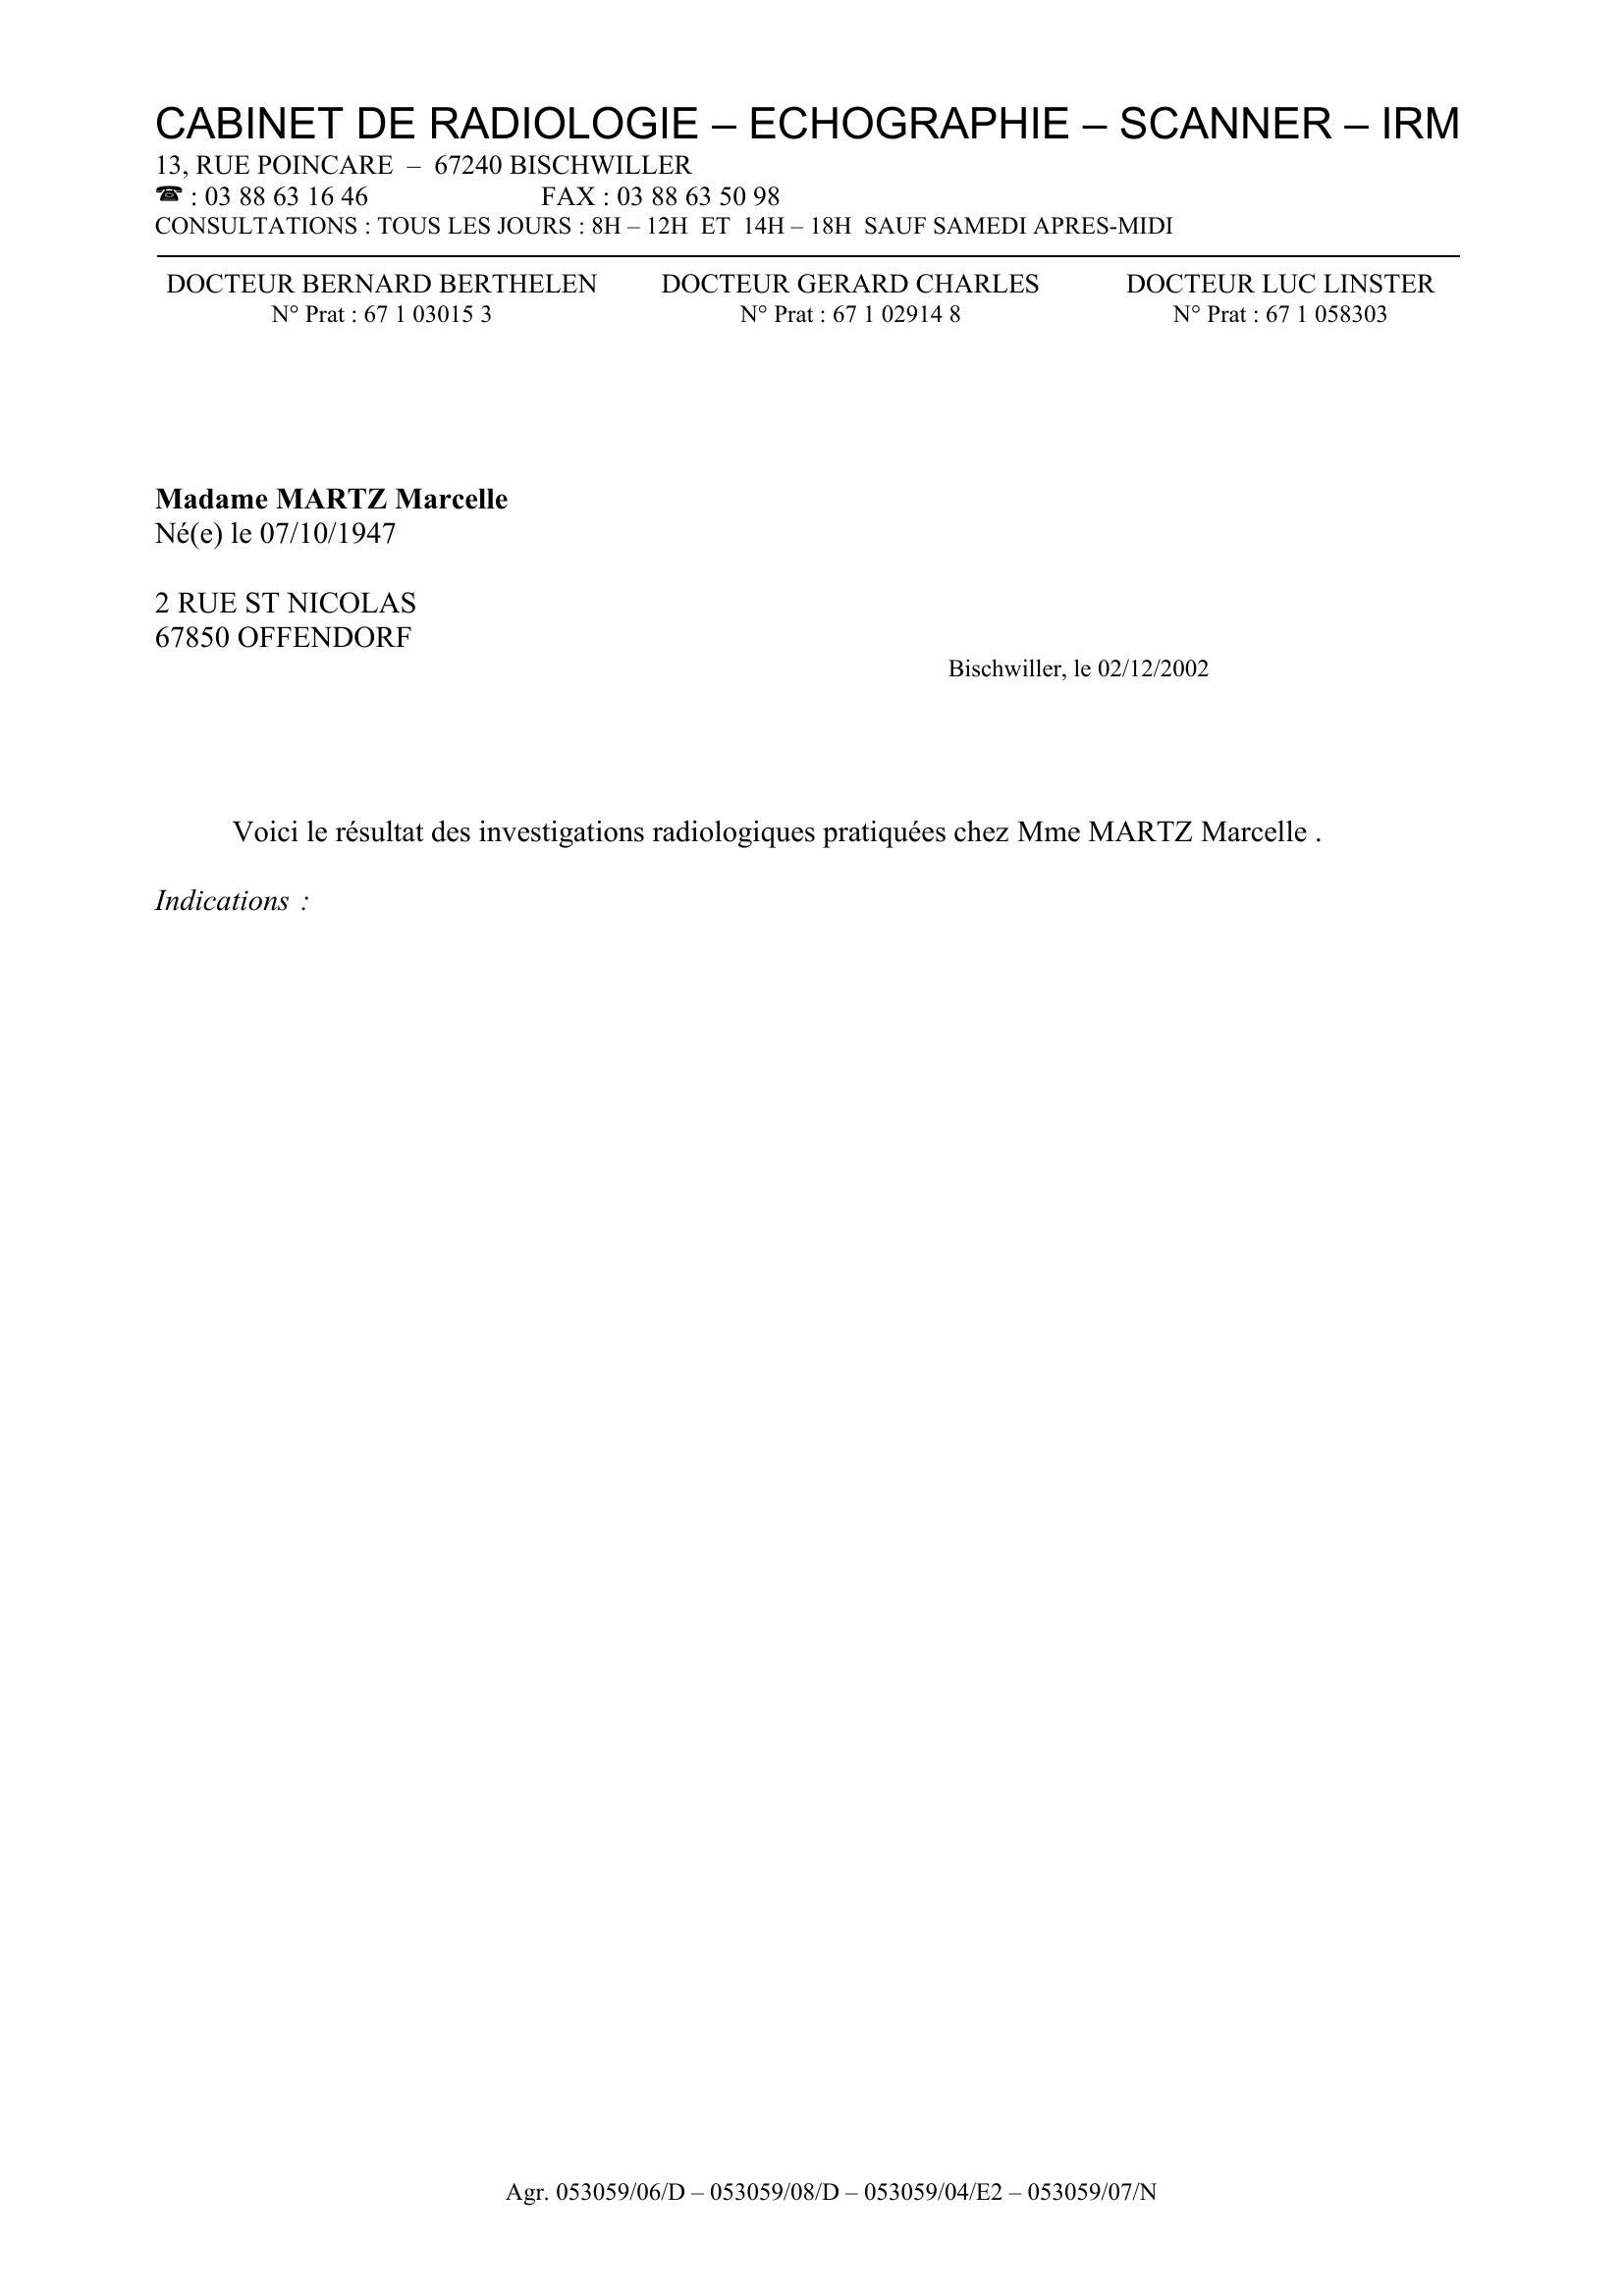 CABINET DE RADIOLOGIE – ECHOGRAPHIE – SCANNER – IRM
13, RUE POINCARE – 67240 BISCHWILLER
☎ : 03 88 63 16 46 FAX : 03 88 63 50 98
CONSULTATIONS : TOUS LES JOURS : 8H – 12H ET 14H – 18H SAUF SAMEDI APRES-MIDI
DOCTEUR BERNARD BERTHELEN DOCTEUR GERARD CHARLES DOCTEUR LUC LINSTER
N° Prat : 67 1 03015 3 N° Prat : 67 1 02914 8 N° Prat : 67 1 058303
Madame MARTZ Marcelle
Né(e) le 07/10/1947
2 RUE ST NICOLAS
67850 OFFENDORF
Bischwiller, le 02/12/2002
Voici le résultat des investigations radiologiques pratiquées chez Mme MARTZ Marcelle .
Indications :
Agr. 053059/06/D – 053059/08/D – 053059/04/E2 – 053059/07/N